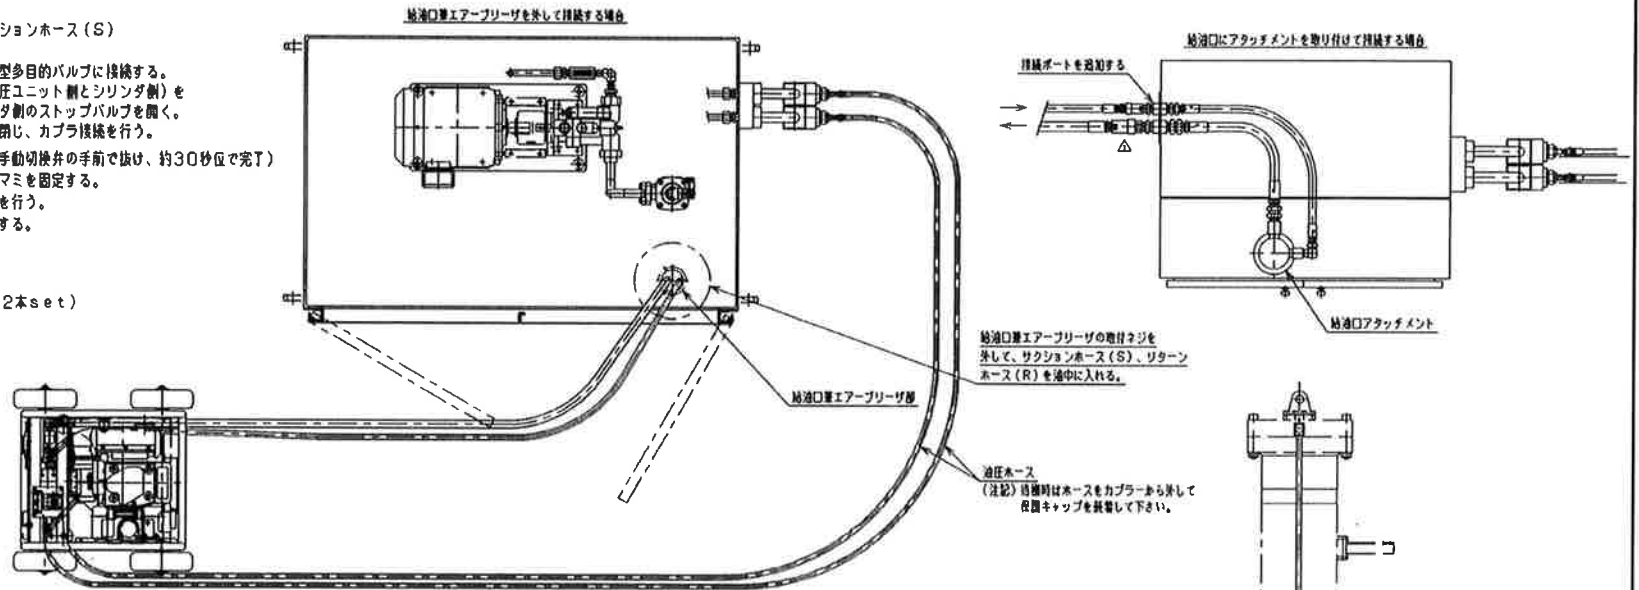 ションホース(S)
型多目的バルブに接続する。
圧ユニット側とシリンダ側)を
ダ側のストップバルブを開く。
閉じ、カプラ接続を行う。
手動切換弁の手前で抜け、約30秒位で完了)
マミを固定する。
を行う。
する。
2本set)
給油口兼エアーブリーザを外して接続する場合
給油口兼エアーブリーザの取付ネジを
外して、サクションホース(S)、リターン
ホース(R)を油中に入れる。
給油口兼エアーブリーザ部
油圧ホース
(注記)待機時はホースをカプラーから外して
保護キャップを装着して下さい。
給油口にアタッチメントを取り付けて接続する場合
接続ポートを追加する
給油口アタッチメント